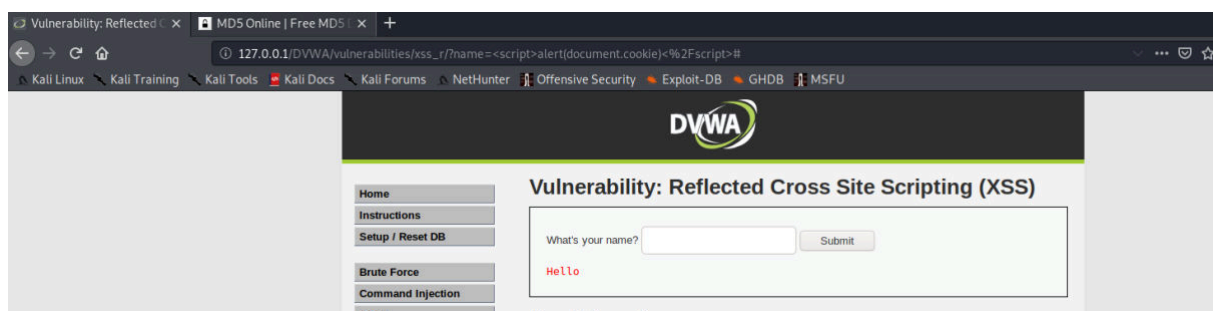 Vulnerability: Reflected C × MD5 Online | Free MD5 ( × +
127.0.0.1/DVWA/vulnerabilities/xss_r/?name=<script>alert(document.cookie)<%2Fscript>#
Kali Linux Kali Training Kali Tools Kali Docs Kali Forums NetHunter Offensive Security Exploit-DB GHDB MSFU
DVWA
Vulnerability: Reflected Cross Site Scripting (XSS)
Home
Instructions
Setup / Reset DB
Brute Force
Command Injection
What's your name? Submit
Hello